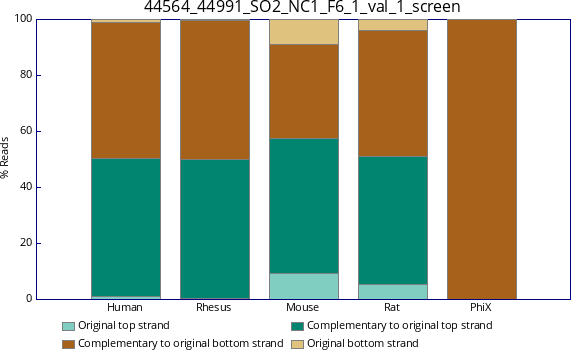 44564_44991_SO2_NC1_F6_1_val_1_screen
100
80
60
40
20
0
% Reads
Human Rhesus Mouse Rat PhiX
Original top strand Complementary to original top strand
Complementary to original bottom strand Original bottom strand